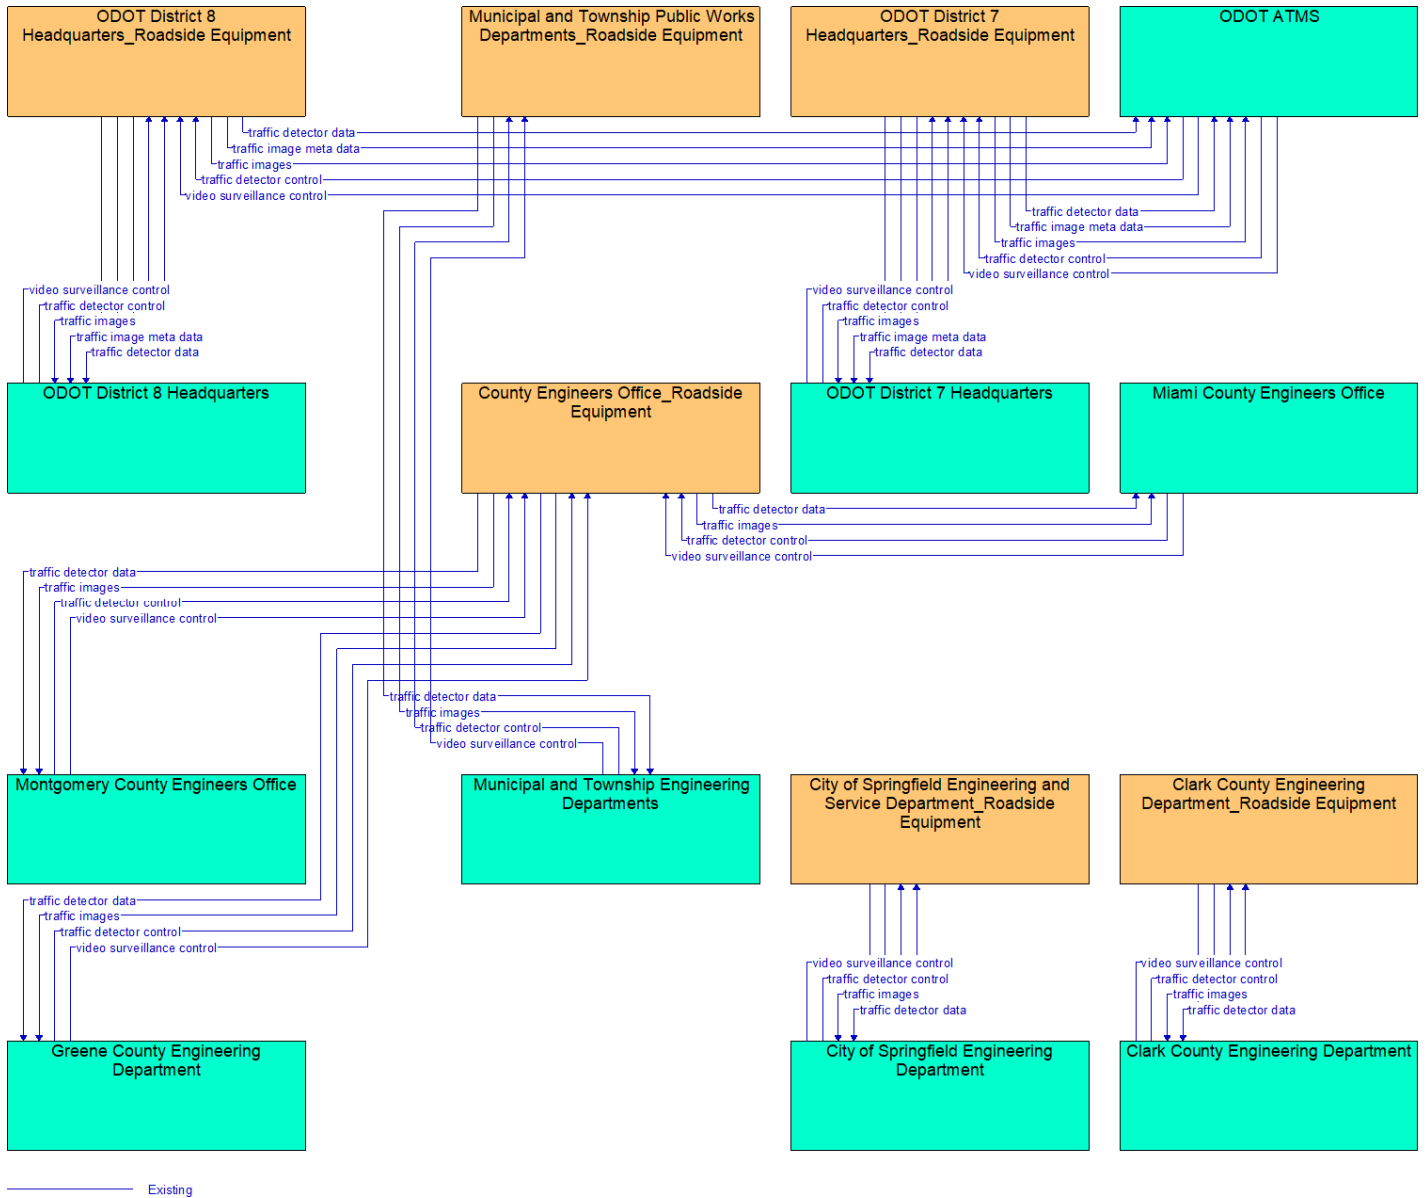 ODOT District 8
Headquarters_Roadside Equipment
Municipal and Township Public Works
Departments_Roadside Equipment
ODOT District 7
Headquarters_Roadside Equipment
ODOT ATMS
traffic detector data
traffic image meta data
traffic images
traffic detector control
video surveillance control
traffic detector data
traffic image meta data
traffic images
traffic detector control
video surveillance control
video surveillance control
traffic detector control
traffic images
traffic image meta data
traffic detector data
video surveillance control
traffic detector control
traffic images
traffic image meta data
traffic detector data
ODOT District 8 Headquarters
County Engineers Office_Roadside
Equipment
ODOT District 7 Headquarters
Miami County Engineers Office
traffic detector data
traffic images
traffic detector control
video surveillance control
traffic detector data
traffic images
traffic detector control
video surveillance control
traffic detector data
traffic images
traffic detector control
video surveillance control
Montgomery County Engineers Office
Municipal and Township Engineering
Departments
City of Springfield Engineering and
Service Department_Roadside
Equipment
Clark County Engineering
Department_Roadside Equipment
traffic detector data
traffic images
traffic detector control
video surveillance control
video surveillance control
traffic detector control
traffic images
traffic detector data
video surveillance control
traffic detector control
traffic images
traffic detector data
Greene County Engineering
Department
City of Springfield Engineering
Department
Clark County Engineering Department
Existing